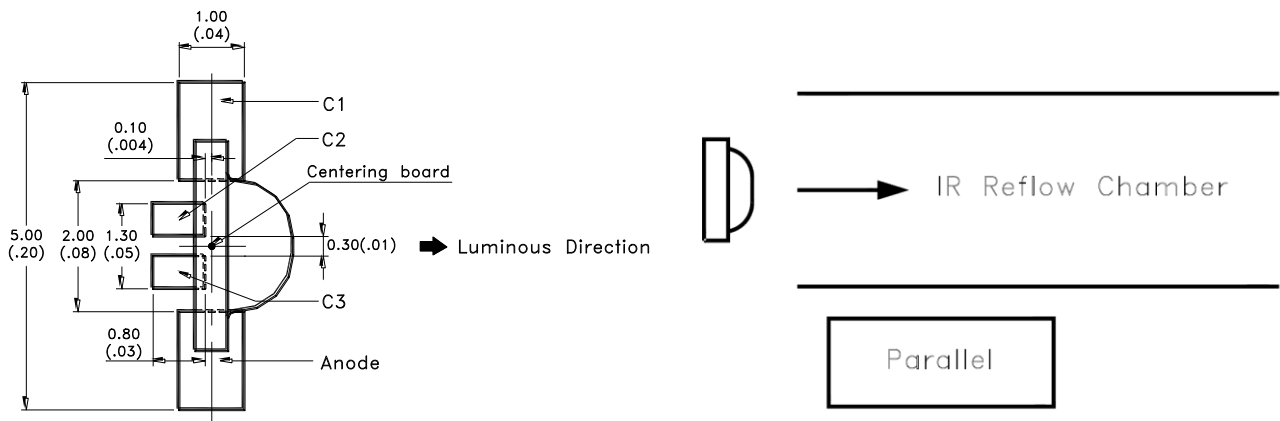 1.00
(.04)
C1
0.10
(.004)
C2
Centering board
5.00
(.20)
2.00
(.08)
1.30
(.05)
0.30(.01)
Luminous Direction
C3
0.80
(.03)
Anode
IR Reflow Chamber
Parallel